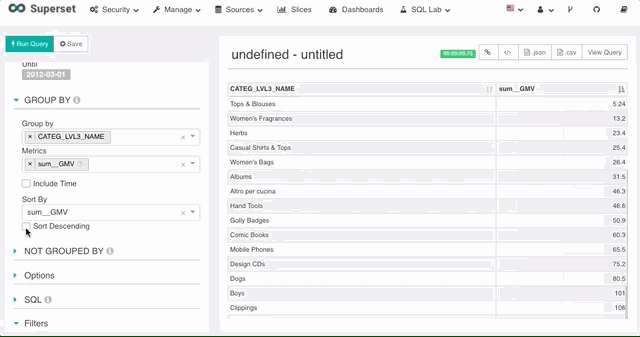 Superset Security Manage Sources Slices Dashboards SQL Lab
Run Query Save
Until
2012-03-01
GROUP BY
Group by
× CATEG_LVL3_NAME ×
Metrics
× sum__GMV ×
Include Time
Sort By
sum__GMV ×
Sort Descending
NOT GROUPED BY
Options
SQL
Filters
undefined - untitled
00:00:00.75 </> .json .csv View Query
CATEG_LVL3_NAME sum__GMV
Tops & Blouses 5.24
Women's Fragrances 13.2
Herbs 23.4
Casual Shirts & Tops 25.4
Women's Bags 26.4
Albums 31.5
Altro per cucina 46.3
Hand Tools 46.6
Golly Badges 50.9
Comic Books 60.3
Mobile Phones 65.5
Design CDs 75.2
Dogs 80.5
Boys 101
Clippings 106